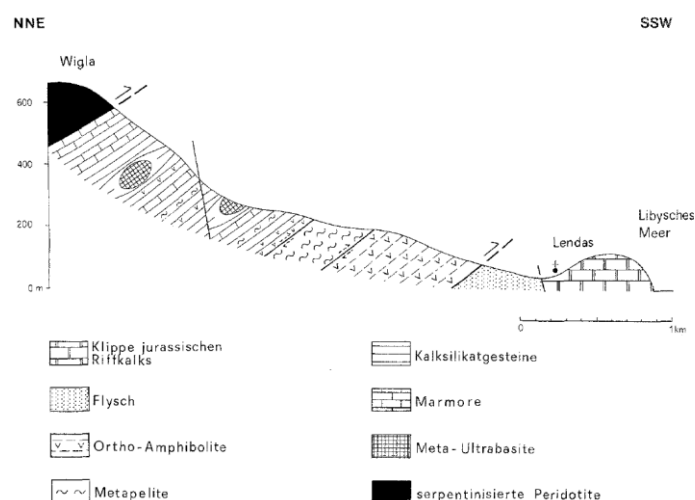 NNE
SSW
Wigla
600
400
200
0 m
Libysches
Meer
Lendas
0
1km
Klippe jurassischen
Riffkalks
Kalksilikatgesteine
Flysch
Marmore
Ortho-Amphibolite
Meta-Ultrabasite
Metapelite
serpentinisierte Peridotite